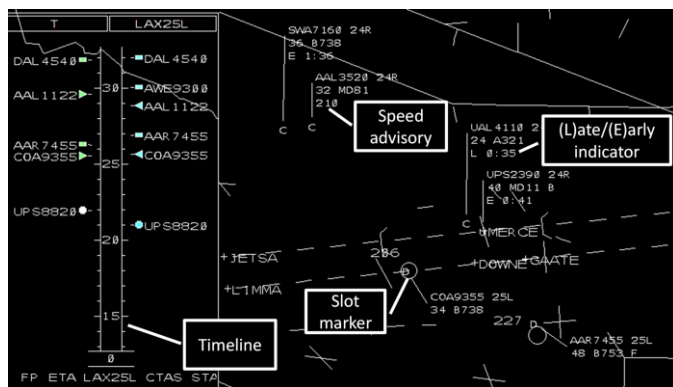 T
LAX25L
DAL4540
DAL4540
30
AWE9300
AAL1122
AAL1122
AAR7455
AAR7455
COA9355
COA9355
25
UPS8820
UPS8820
20
15
0
FP ETA LAX25L CTAS STA
Timeline
SWA7160 24R
36 B738
E 1:36
AAL3520 24R
32 MD81
210
C
C
Speed
advisory
UAL4110 2
24 A321
L 0:35
(L)ate/(E)arly
indicator
UPS2390 24R
40 MD11 B
E 0:41
C
+MERCE
206
+JETSA
+DOWNE
+GAATE
D
+LIMMA
Slot
marker
COA9355 25L
34 B738
227
D
AAR7455 25L
48 B753 F